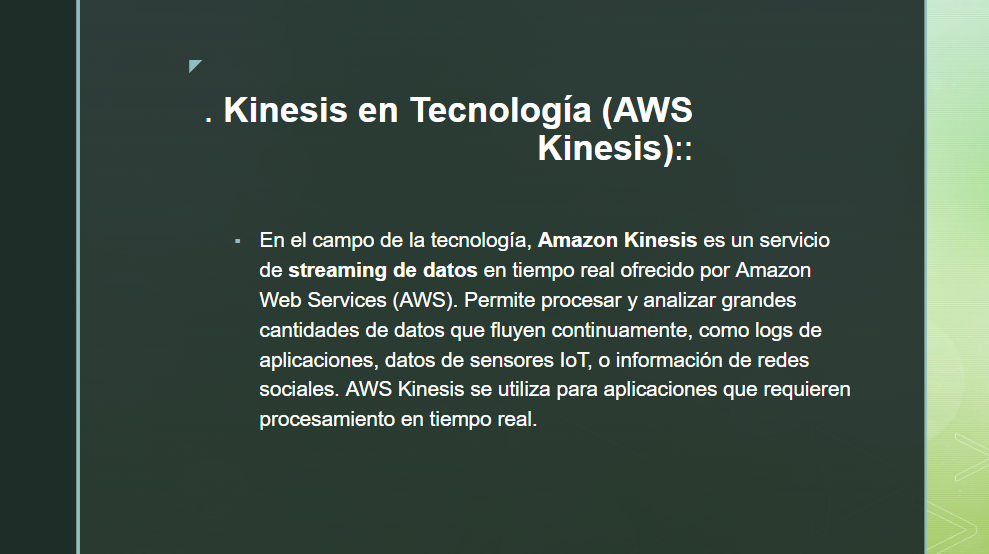 . Kinesis en Tecnología (AWS
Kinesis)::
▪ En el campo de la tecnología, Amazon Kinesis es un servicio
de streaming de datos en tiempo real ofrecido por Amazon
Web Services (AWS). Permite procesar y analizar grandes
cantidades de datos que fluyen continuamente, como logs de
aplicaciones, datos de sensores IoT, o información de redes
sociales. AWS Kinesis se utiliza para aplicaciones que requieren
procesamiento en tiempo real.